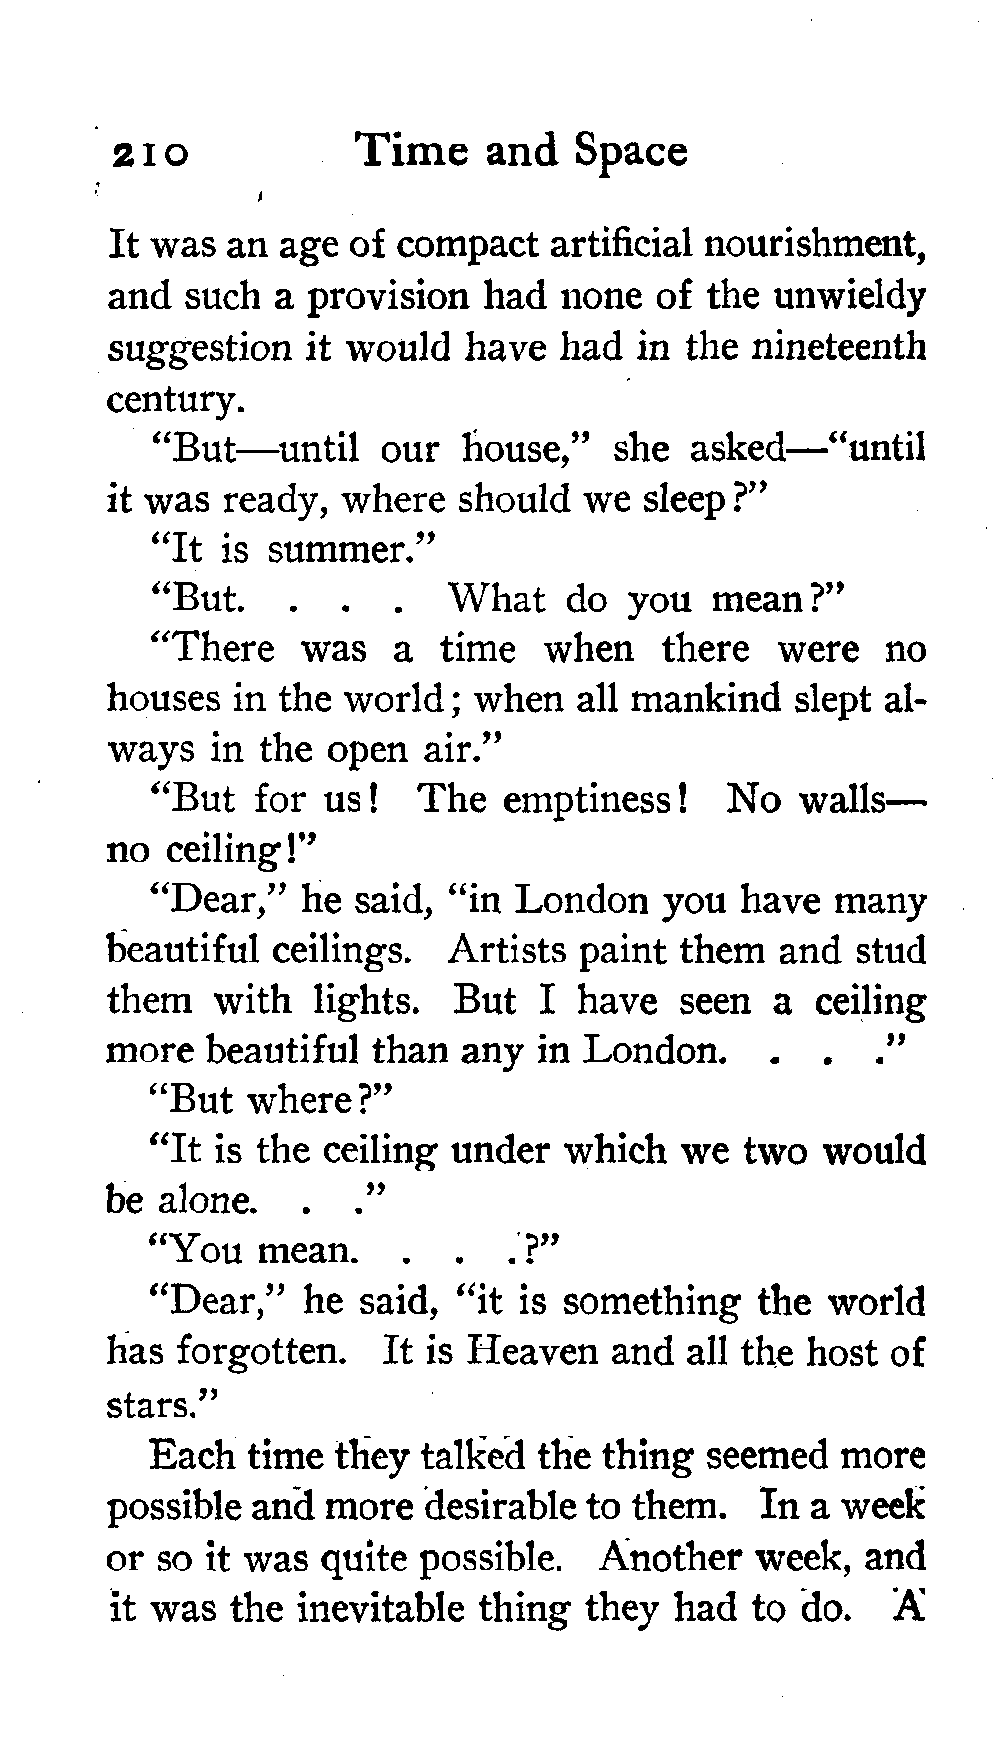 210 Time and Space
It was an age of compact artificial nourishment,
and such a provision had none of the unwieldy
suggestion it would have had in the nineteenth
century.
“But—until our house,” she asked—“until
it was ready, where should we sleep?”
“It is summer.”
“But. . . . What do you mean?”
“There was a time when there were no
houses in the world; when all mankind slept al-
ways in the open air.”
“But for us! The emptiness! No walls—
no ceiling!”
“Dear,” he said, “in London you have many
beautiful ceilings. Artists paint them and stud
them with lights. But I have seen a ceiling
more beautiful than any in London. . . .”
“But where?”
“It is the ceiling under which we two would
be alone. . .”
“You mean. . . .?”
“Dear,” he said, “it is something the world
has forgotten. It is Heaven and all the host of
stars.”
Each time they talked the thing seemed more
possible and more desirable to them. In a week
or so it was quite possible. Another week, and
it was the inevitable thing they had to do. A